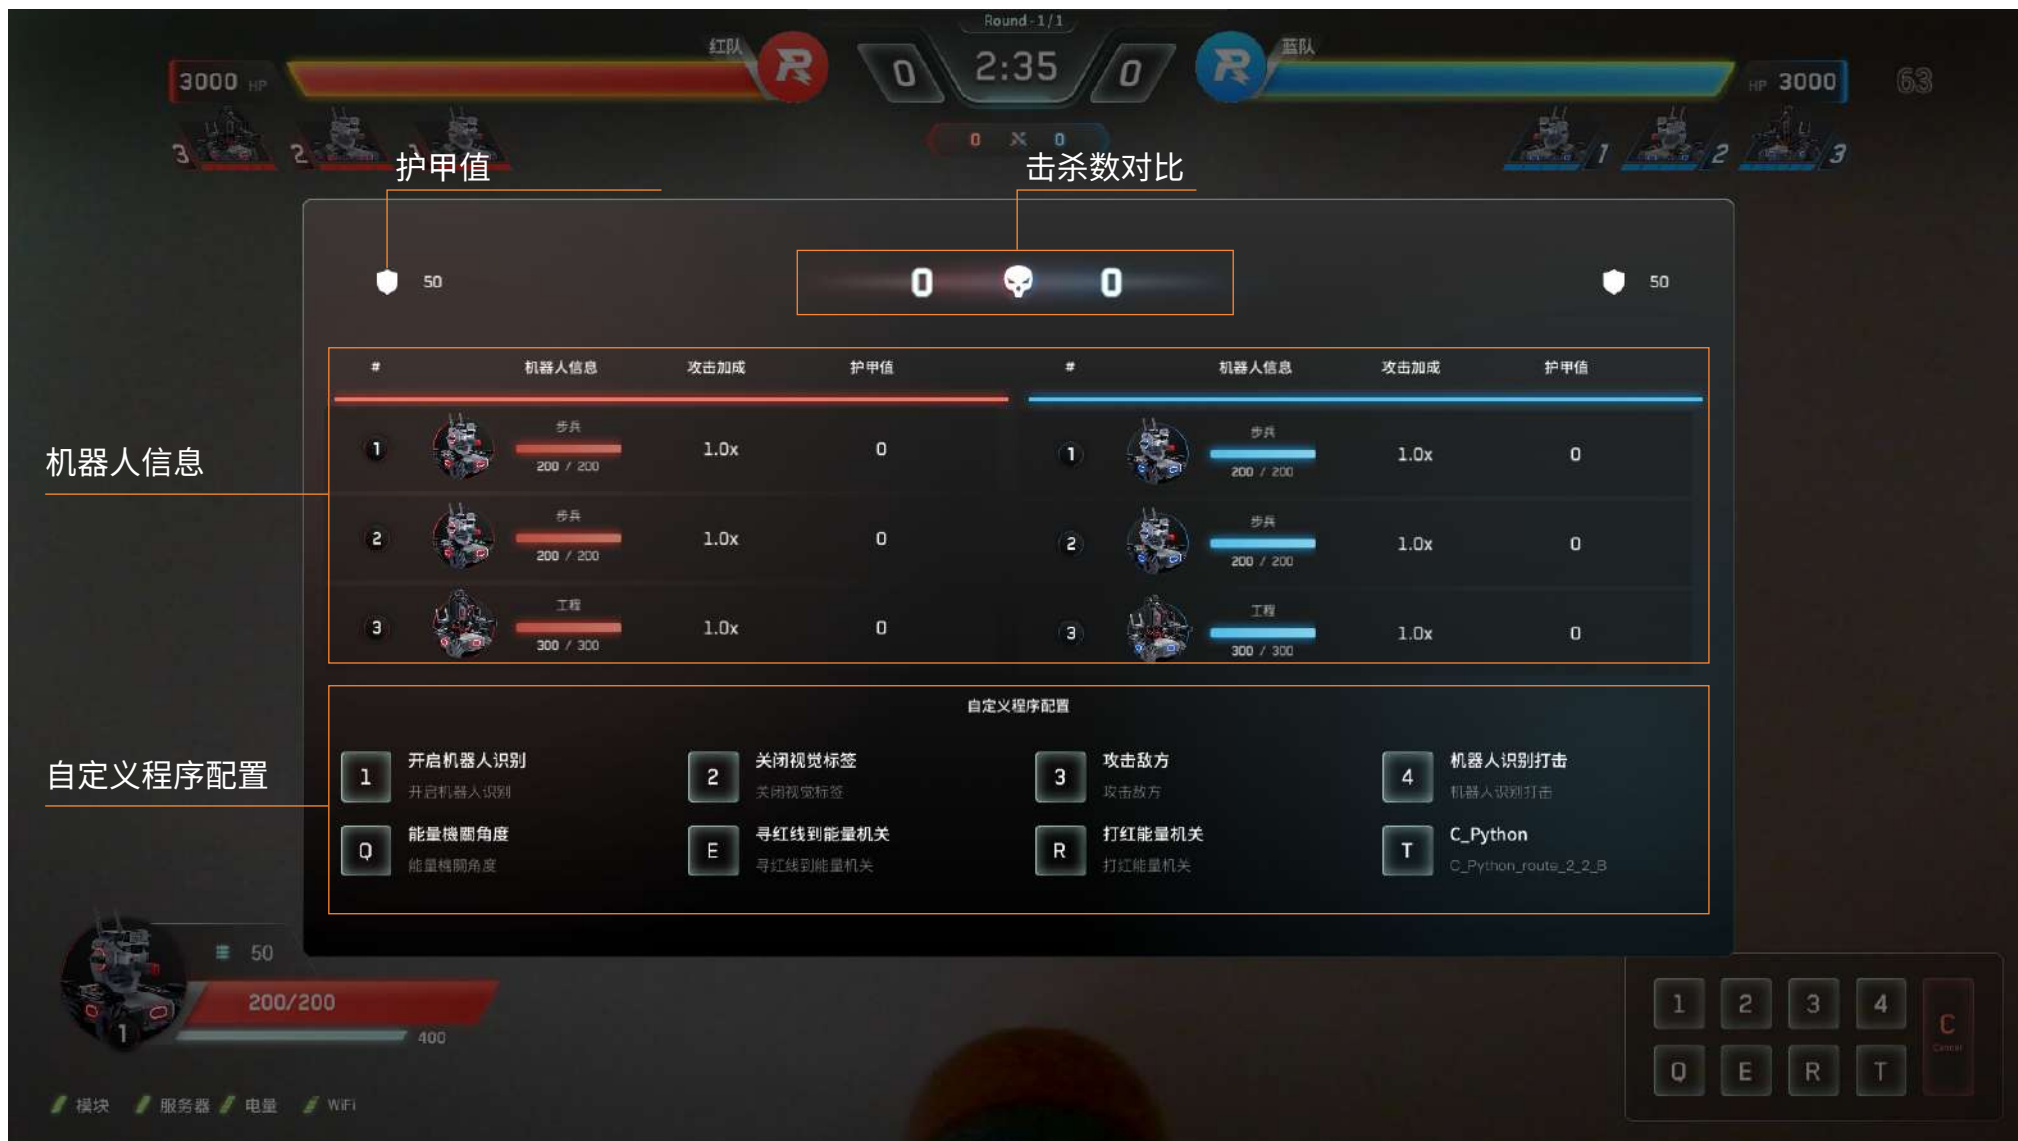 Round-1/1
红队
蓝队
3000 HP
0
2:35
0
HP 3000
63
0
0
3
2
1
1
2
3
护甲值
击杀数对比
50
0
0
50
#
机器人信息
攻击加成
护甲值
#
机器人信息
攻击加成
护甲值
1
步兵
200 / 200
1.0x
0
1
步兵
200 / 200
1.0x
0
机器人信息
2
步兵
200 / 200
1.0x
0
2
步兵
200 / 200
1.0x
0
3
工程
300 / 300
1.0x
0
3
工程
300 / 300
1.0x
0
自定义程序配置
自定义程序配置
1
开启机器人识别
开启机器人识别
2
关闭视觉标签
关闭视觉标签
3
攻击敌方
攻击敌方
4
机器人识别打击
机器人识别打击
Q
能量機關角度
能量機關角度
E
寻红线到能量机关
寻红线到能量机关
R
打红能量机关
打红能量机关
T
C_Python
C_Python_route_2_2_B
50
200/200
400
1
模块
服务器
电量
WiFi
1
2
3
4
C
Cancel
Q
E
R
T